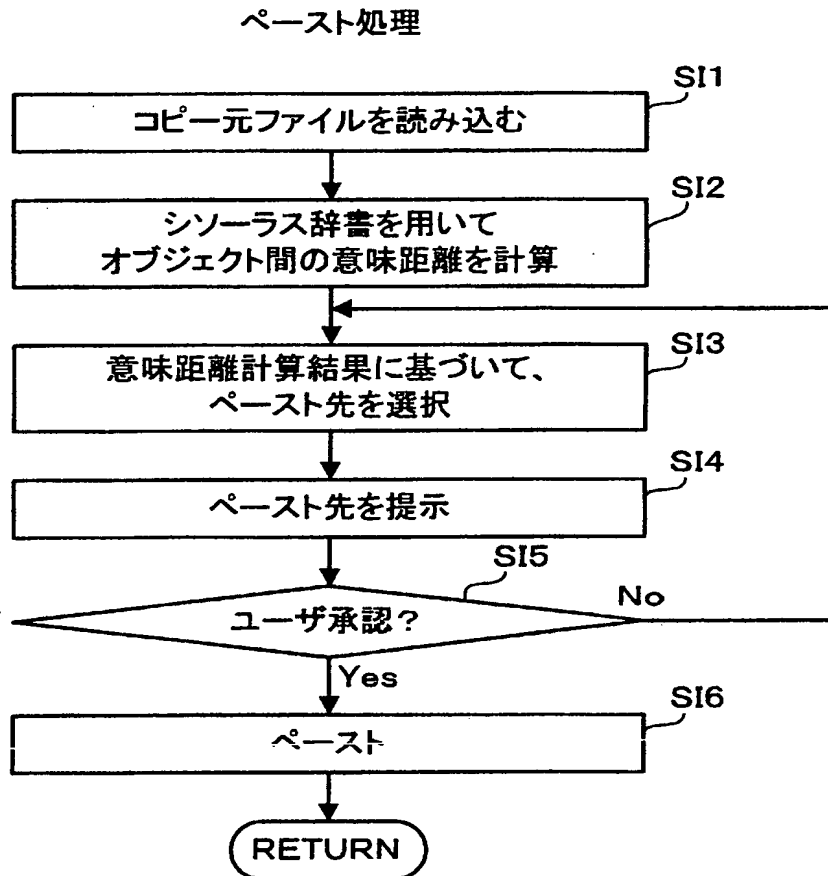 ペースト処理
SI1
コピー元ファイルを読み込む
SI2
シソーラス辞書を用いて
オブジェクト間の意味距離を計算
SI3
意味距離計算結果に基づいて、
ペースト先を選択
SI4
ペースト先を提示
SI5
ユーザ承認？
No
Yes
SI6
ペースト
RETURN